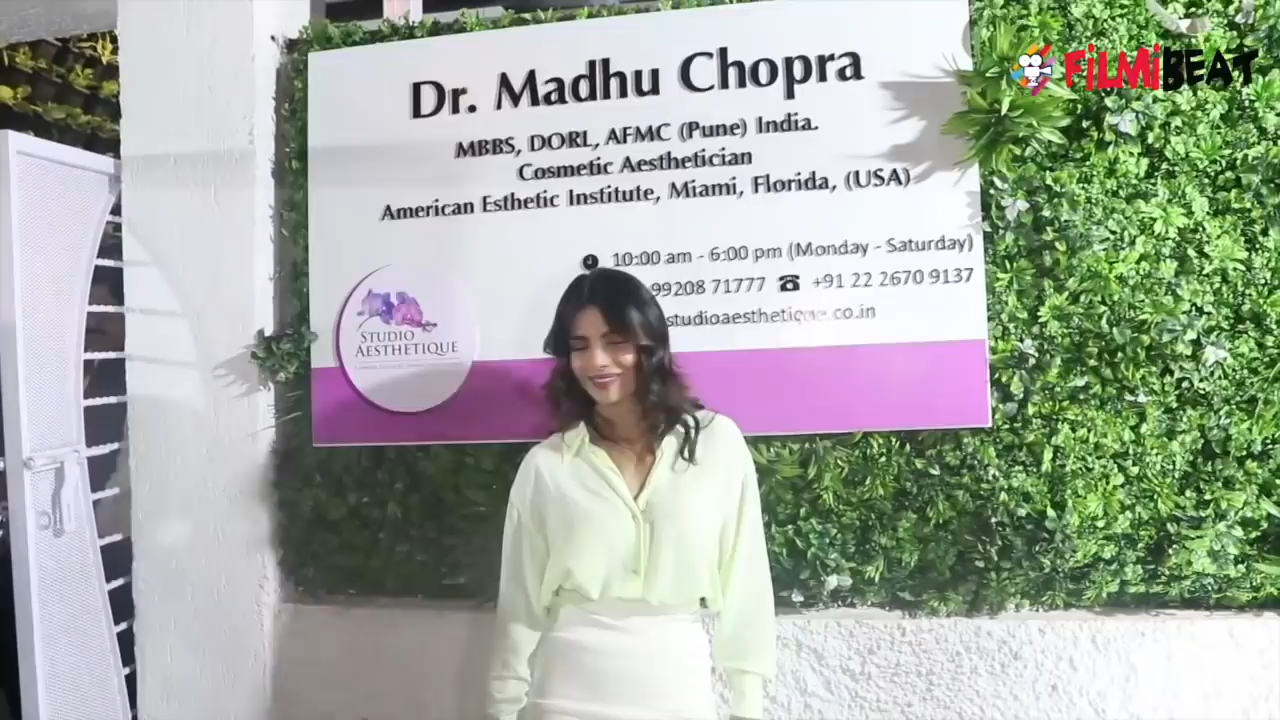 FILMIBEAT
Dr. Madhu Chopra
MBBS, DORL, AFMC (Pune) India.
Cosmetic Aesthetician
American Esthetic Institute, Miami, Florida, (USA)
10:00 am - 6:00 pm (Monday - Saturday)
99208 71777 +91 22 2670 9137
studioaesthetique.co.in
STUDIO
AESTHETIQUE